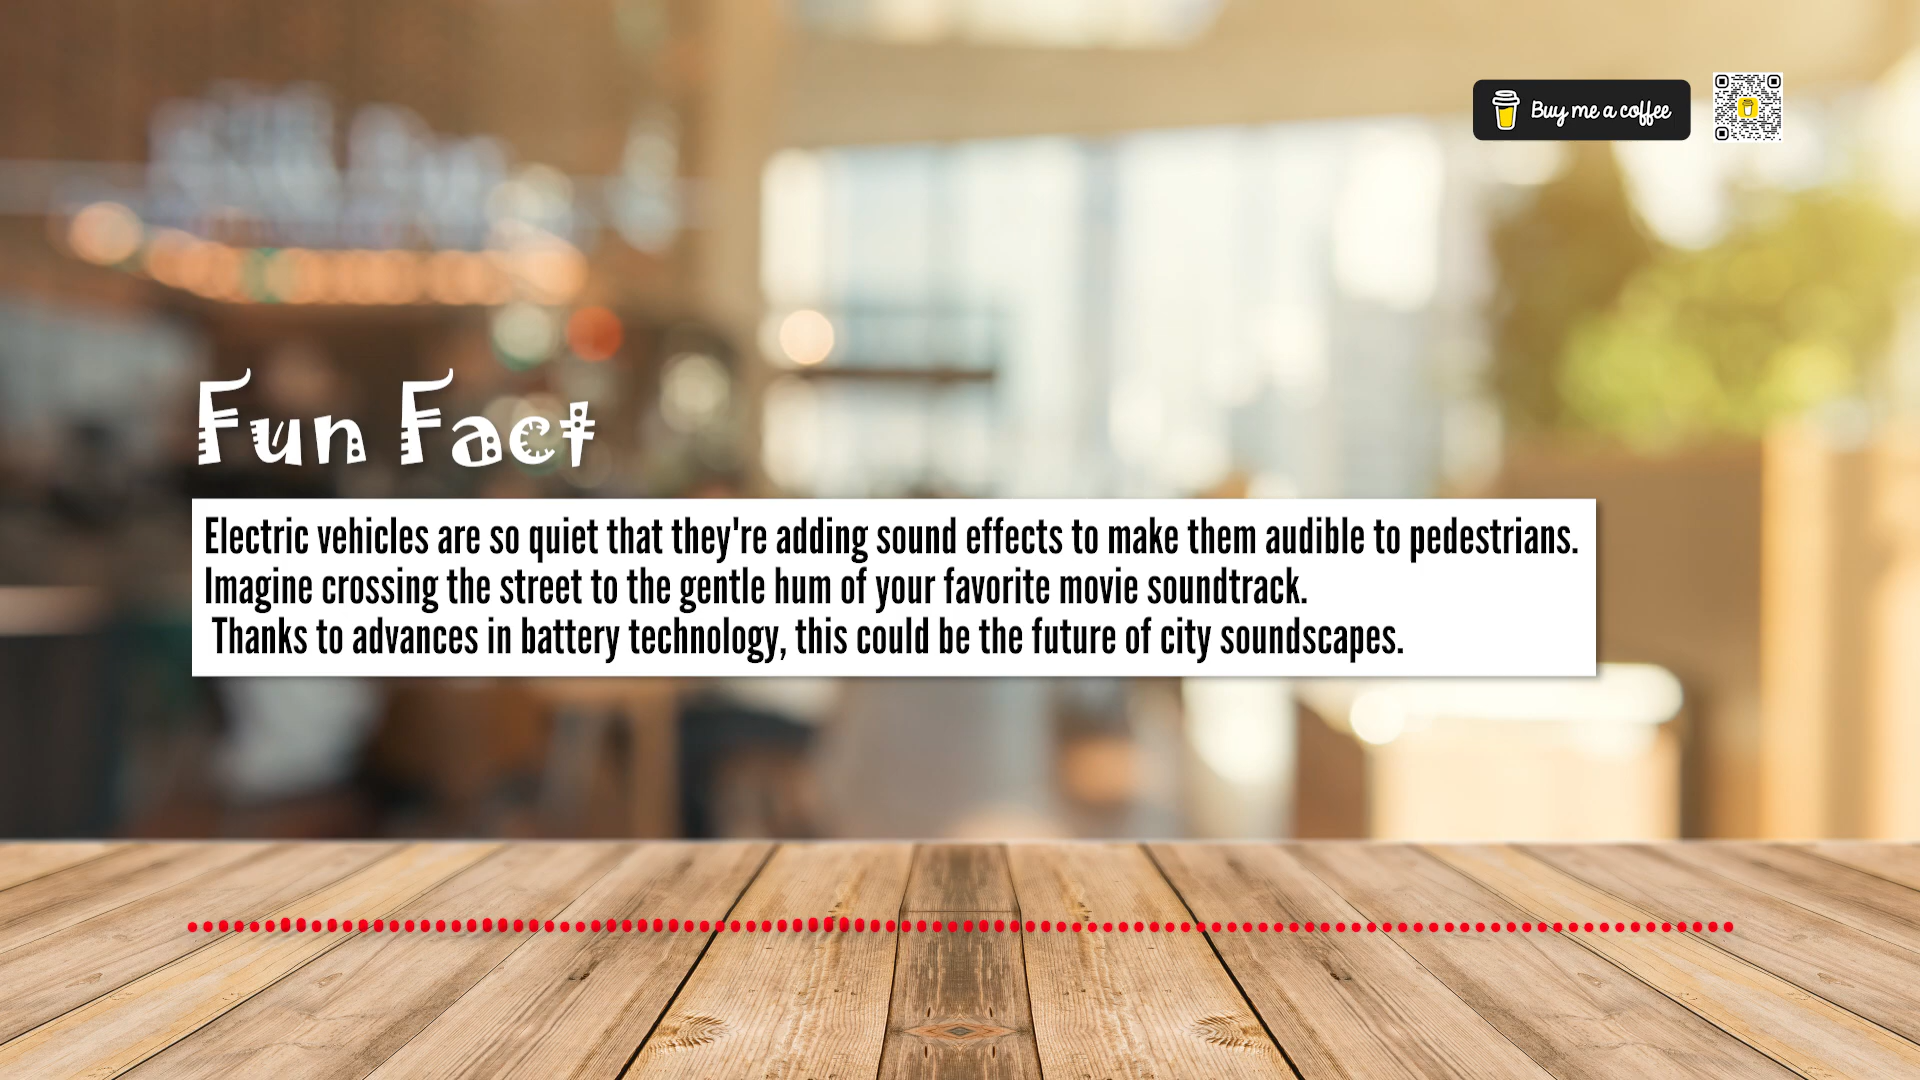 Buy me a coffee
Fun Fact
Electric vehicles are so quiet that they're adding sound effects to make them audible to pedestrians.
Imagine crossing the street to the gentle hum of your favorite movie soundtrack.
Thanks to advances in battery technology, this could be the future of city soundscapes.